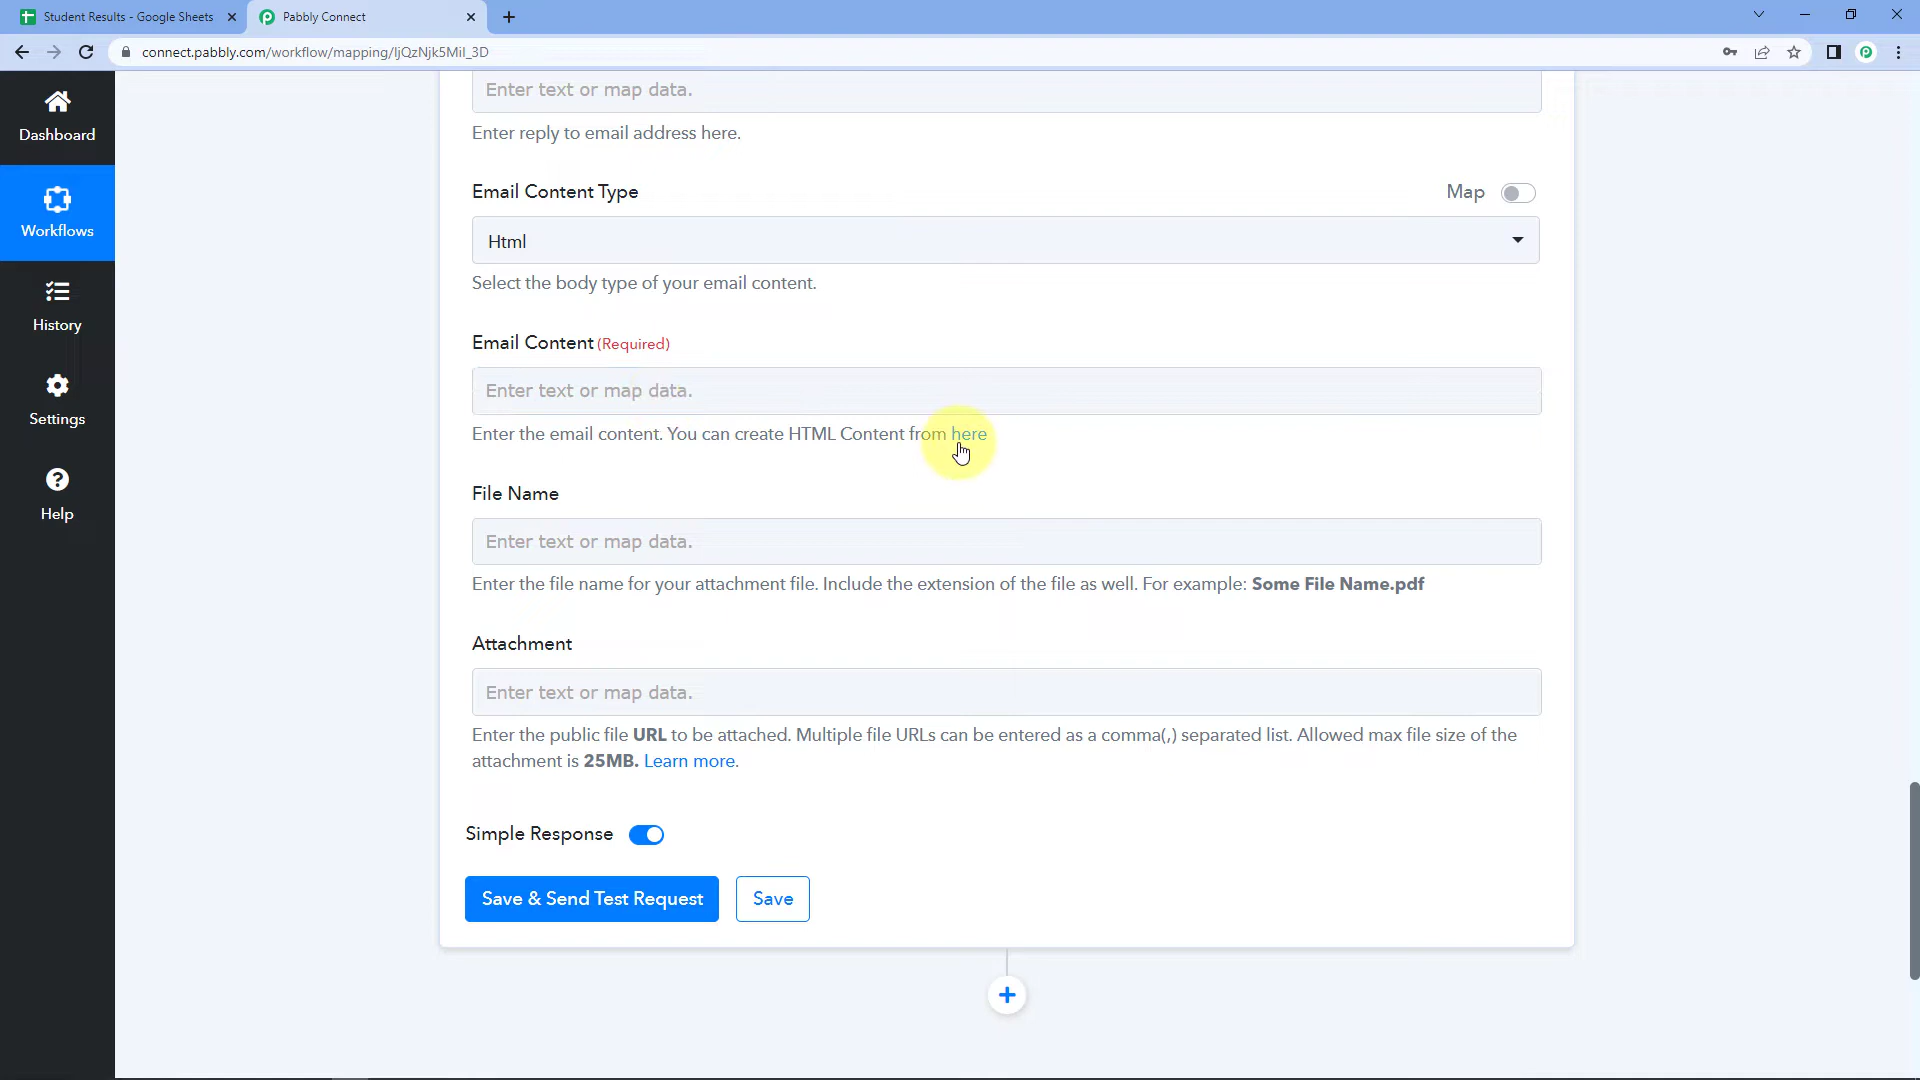 Student Results - Google Sheets
Pabbly Connect
connect.pabbly.com/workflow/mapping/IjQzNjk5MiI_3D
Dashboard
Workflows
History
Settings
Help
Enter text or map data.
Enter reply to email address here.
Email Content Type
Map
Html
Select the body type of your email content.
Email Content (Required)
Enter text or map data.
Enter the email content. You can create HTML Content from here
File Name
Enter text or map data.
Enter the file name for your attachment file. Include the extension of the file as well. For example: Some File Name.pdf
Attachment
Enter text or map data.
Enter the public file URL to be attached. Multiple file URLs can be entered as a comma(,) separated list. Allowed max file size of the
attachment is 25MB. Learn more.
Simple Response
Save & Send Test Request
Save